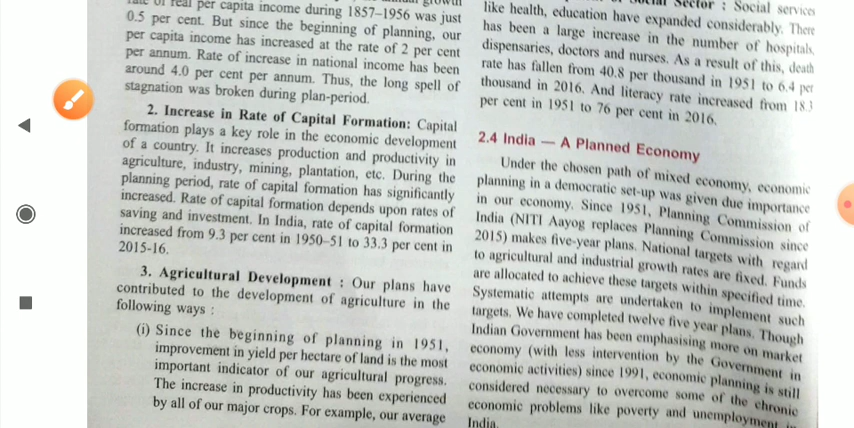 rate of real per capita income during 1857–1956 was just
0.5 per cent. But since the beginning of planning, our
per capita income has increased at the rate of 2 per cent
per annum. Rate of increase in national income has been
around 4.0 per cent per annum. Thus, the long spell of
stagnation was broken during plan-period.
2. Increase in Rate of Capital Formation: Capital
formation plays a key role in the economic development
of a country. It increases production and productivity in
agriculture, industry, mining, plantation, etc. During the
planning period, rate of capital formation has significantly
increased. Rate of capital formation depends upon rates of
saving and investment. In India, rate of capital formation
increased from 9.3 per cent in 1950–51 to 33.3 per cent in
2015-16.
3. Agricultural Development : Our plans have
contributed to the development of agriculture in the
following ways :
(i) Since the beginning of planning in 1951,
improvement in yield per hectare of land is the most
important indicator of our agricultural progress.
The increase in productivity has been experienced
by all of our major crops. For example, our average
Sector : Social services
like health, education have expanded considerably. There
has been a large increase in the number of hospitals,
dispensaries, doctors and nurses. As a result of this, death
rate has fallen from 40.8 per thousand in 1951 to 6.4 per
thousand in 2016. And literacy rate increased from 18.3
per cent in 1951 to 76 per cent in 2016.
2.4 India — A Planned Economy
Under the chosen path of mixed economy, economic
planning in a democratic set-up was given due importance
in our economy. Since 1951, Planning Commission of
India (NITI Aayog replaces Planning Commission since
2015) makes five-year plans. National targets with regard
to agricultural and industrial growth rates are fixed. Funds
are allocated to achieve these targets within specified time.
Systematic attempts are undertaken to implement such
targets. We have completed twelve five year plans. Though
Indian Government has been emphasising more on market
economy (with less intervention by the Government in
economic activities) since 1991, economic planning is still
considered necessary to overcome some of the chronic
economic problems like poverty and unemployment in
India.